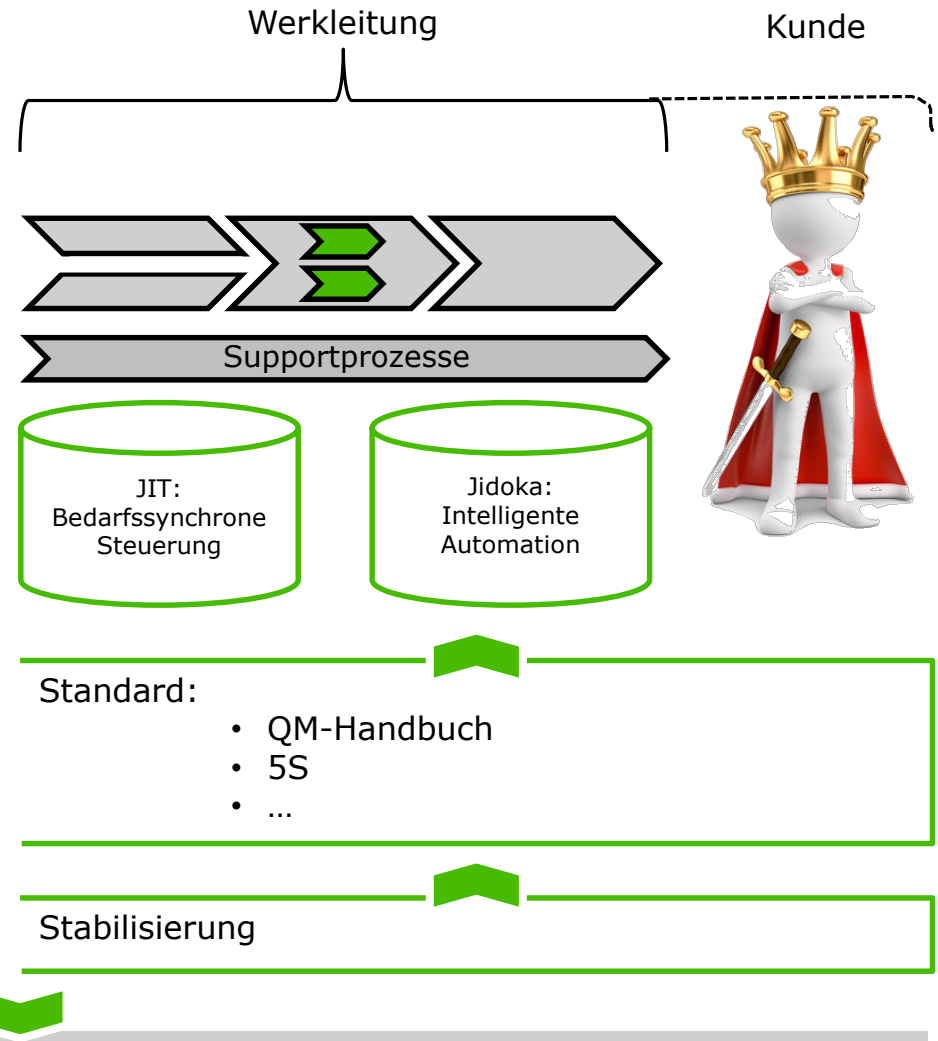 Werkleitung
Kunde
Supportprozesse
JIT:
Bedarfssynchrone
Steuerung
Jidoka:
Intelligente
Automation
Standard:
• QM-Handbuch
• 5S
• …
Stabilisierung